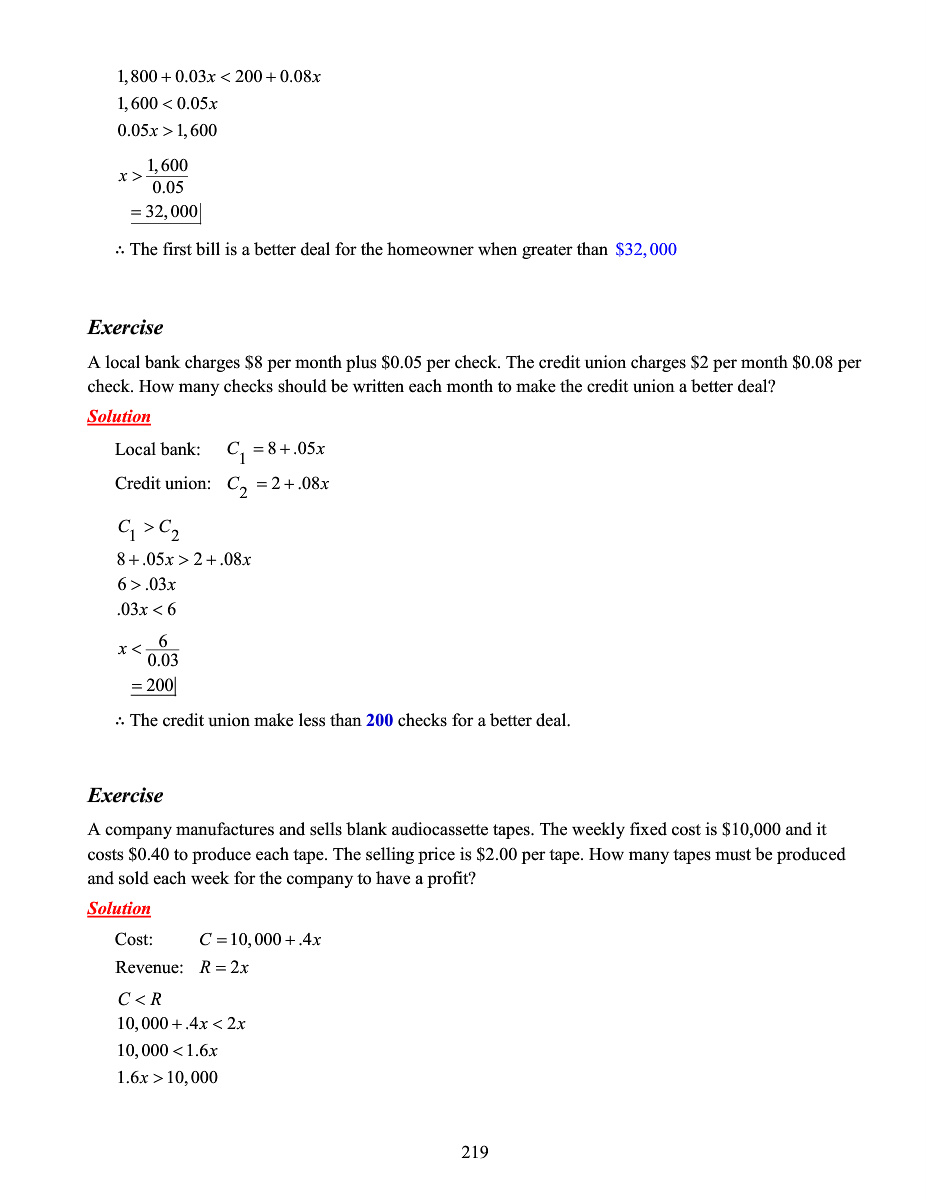 1,800 + 0.03x < 200 + 0.08x
1,600 < 0.05x
0.05x > 1,600
x > 1,600/0.05
= 32,000
∴ The first bill is a better deal for the homeowner when greater than $32,000
Exercise
A local bank charges $8 per month plus $0.05 per check. The credit union charges $2 per month $0.08 per
check. How many checks should be written each month to make the credit union a better deal?
Solution
Local bank: C₁ = 8 + .05x
Credit union: C₂ = 2 + .08x
C₁ > C₂
8 + .05x > 2 + .08x
6 > .03x
.03x < 6
x < 6/0.03
= 200
∴ The credit union make less than 200 checks for a better deal.
Exercise
A company manufactures and sells blank audiocassette tapes. The weekly fixed cost is $10,000 and it
costs $0.40 to produce each tape. The selling price is $2.00 per tape. How many tapes must be produced
and sold each week for the company to have a profit?
Solution
Cost: C = 10,000 + .4x
Revenue: R = 2x
C < R
10,000 + .4x < 2x
10,000 < 1.6x
1.6x > 10,000
219